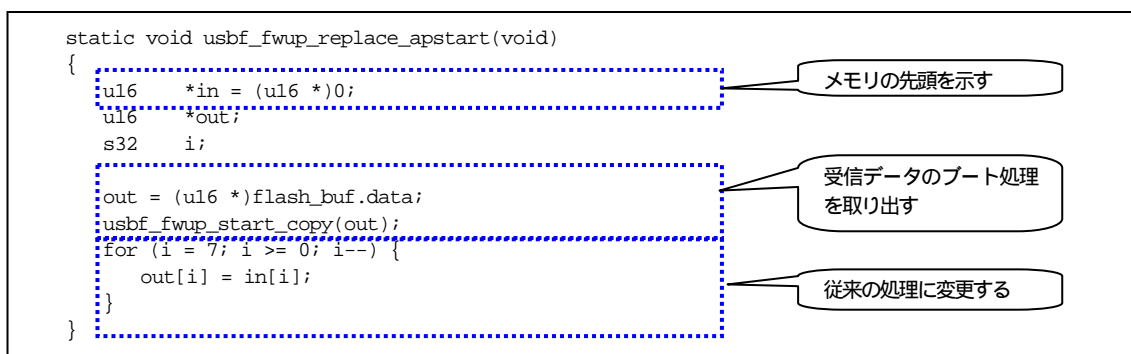 static void usbf_fwup_replace_apstart(void)
{
u16 *in = (u16 *)0;
メモリの先頭を示す
u16 *out;
s32 i;
out = (u16 *)flash_buf.data;
usbf_fwup_start_copy(out);
受信データのブート処理
を取り出す
for (i = 7; i >= 0; i--) {
out[i] = in[i];
}
従来の処理に変更する
}